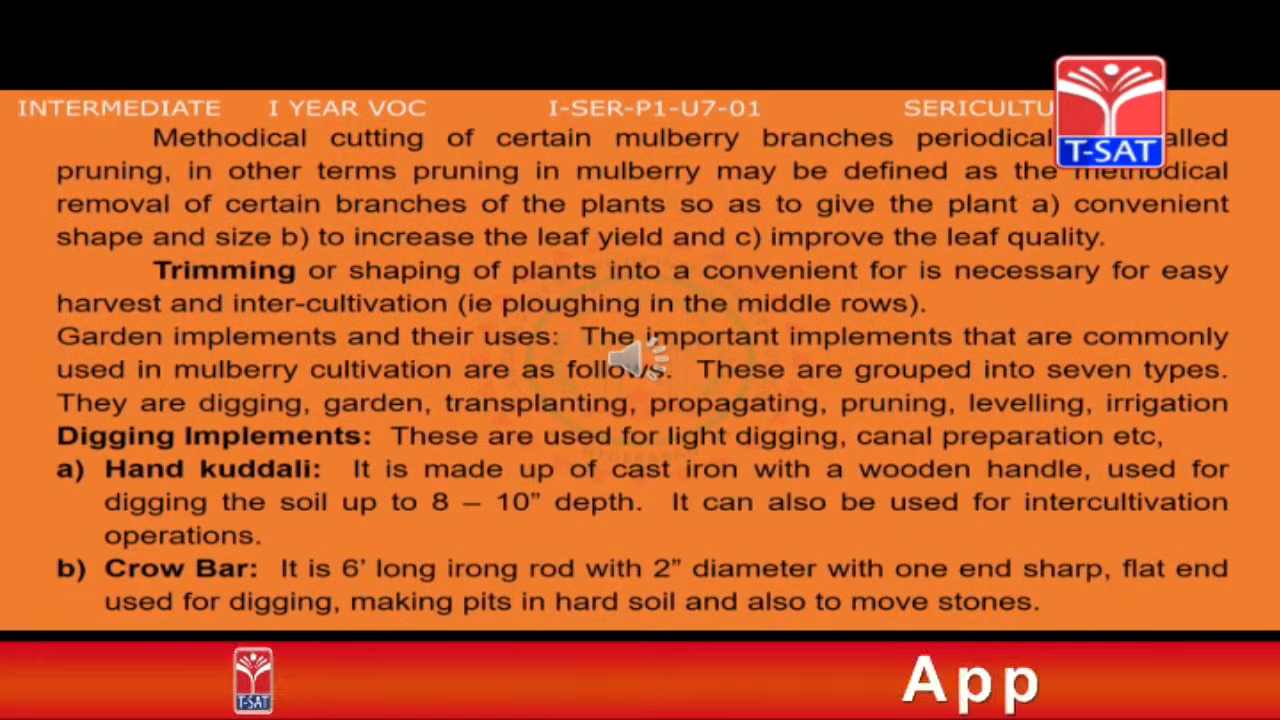 INTERMEDIATE I YEAR VOC I-SER-P1-U7-01 SERICULTU
T-SAT
Methodical cutting of certain mulberry branches periodical alled
pruning, in other terms pruning in mulberry may be defined as the methodical
removal of certain branches of the plants so as to give the plant a) convenient
shape and size b) to increase the leaf yield and c) improve the leaf quality.
Trimming or shaping of plants into a convenient for is necessary for easy
harvest and inter-cultivation (ie ploughing in the middle rows).
Garden implements and their uses: The important implements that are commonly
used in mulberry cultivation are as follows. These are grouped into seven types.
They are digging, garden, transplanting, propagating, pruning, levelling, irrigation
Digging Implements: These are used for light digging, canal preparation etc,
a) Hand kuddali: It is made up of cast iron with a wooden handle, used for
digging the soil up to 8 – 10” depth. It can also be used for intercultivation
operations.
b) Crow Bar: It is 6’ long irong rod with 2” diameter with one end sharp, flat end
used for digging, making pits in hard soil and also to move stones.
T-SAT
App